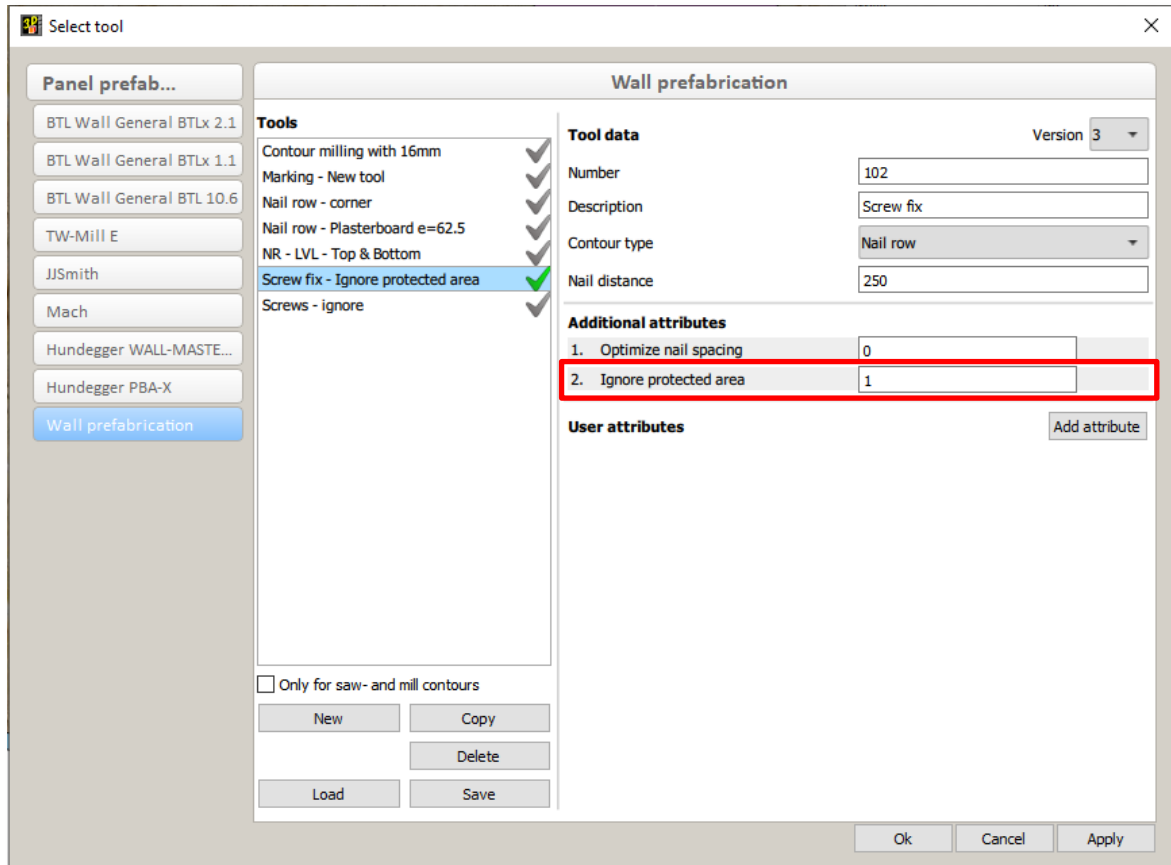 Select tool
Panel prefab...
BTL Wall General BTLx 2.1
BTL Wall General BTLx 1.1
BTL Wall General BTL 10.6
TW-Mill E
JJSmith
Mach
Hundegger WALL-MASTE...
Hundegger PBA-X
Wall prefabrication
Wall prefabrication
Tools
Contour milling with 16mm
Marking - New tool
Nail row - corner
Nail row - Plasterboard e=62.5
NR - LVL - Top & Bottom
Screw fix - Ignore protected area
Screws - ignore
Only for saw- and mill contours
New Copy
Delete
Load Save
Tool data Version 3
Number 102
Description Screw fix
Contour type Nail row
Nail distance 250
Additional attributes
1. Optimize nail spacing 0
2. Ignore protected area 1
User attributes Add attribute
Ok Cancel Apply